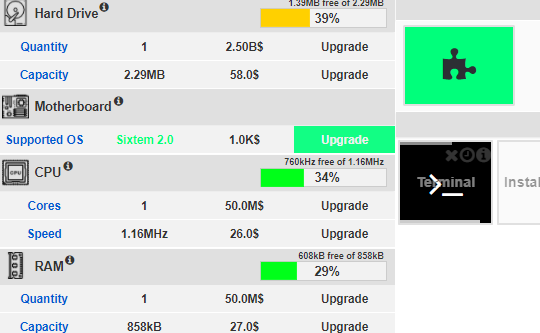 1.39MB free of 2.29MB
Hard Drive
39%
Quantity 1 2.50B$ Upgrade
Capacity 2.29MB 58.0$ Upgrade
Motherboard
Supported OS Sixtem 2.0 1.0K$ Upgrade
760kHz free of 1.16MHz
CPU
34%
Cores 1 50.0M$ Upgrade
Speed 1.16MHz 26.0$ Upgrade
608kB free of 858kB
RAM
29%
Quantity 1 50.0M$ Upgrade
Capacity 858kB 27.0$ Upgrade
Terminal
Instal